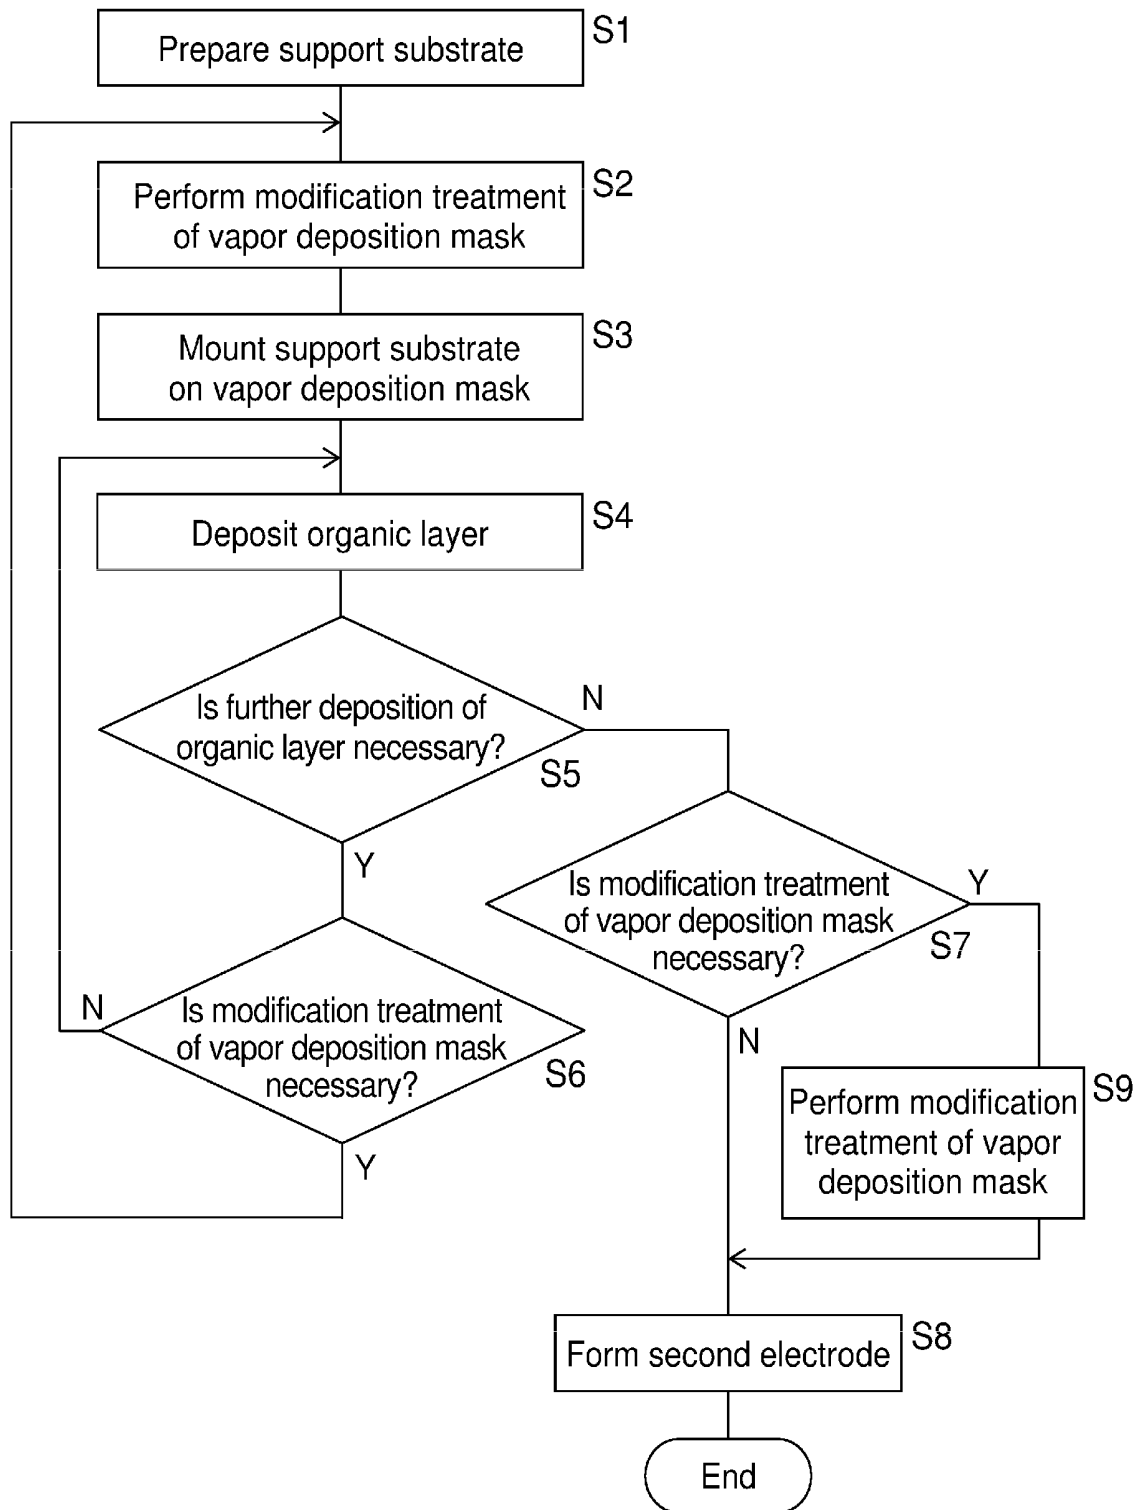 Prepare support substrate
S1
Perform modification treatment
of vapor deposition mask
S2
Mount support substrate
on vapor deposition mask
S3
Deposit organic layer
S4
Is further deposition of
organic layer necessary?
S5
N
Y
Is modification treatment
of vapor deposition mask
necessary?
S6
N
Y
Is modification treatment
of vapor deposition mask
necessary?
S7
Y
N
Perform modification
treatment of vapor
deposition mask
S9
Form second electrode
S8
End